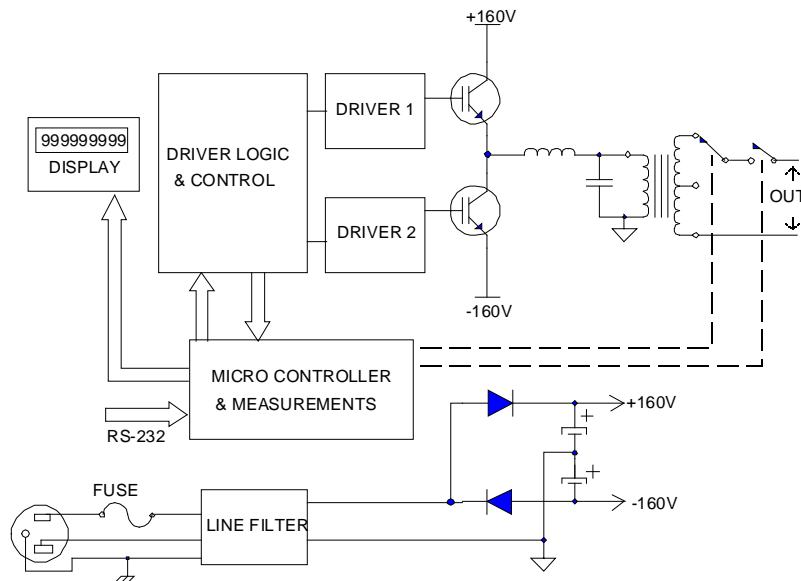 +160V
DRIVER 1
999999999
DISPLAY
DRIVER LOGIC
& CONTROL
OUT
DRIVER 2
-160V
MICRO CONTROLLER
& MEASUREMENTS
RS-232
+160V
+
+
-160V
FUSE
LINE FILTER